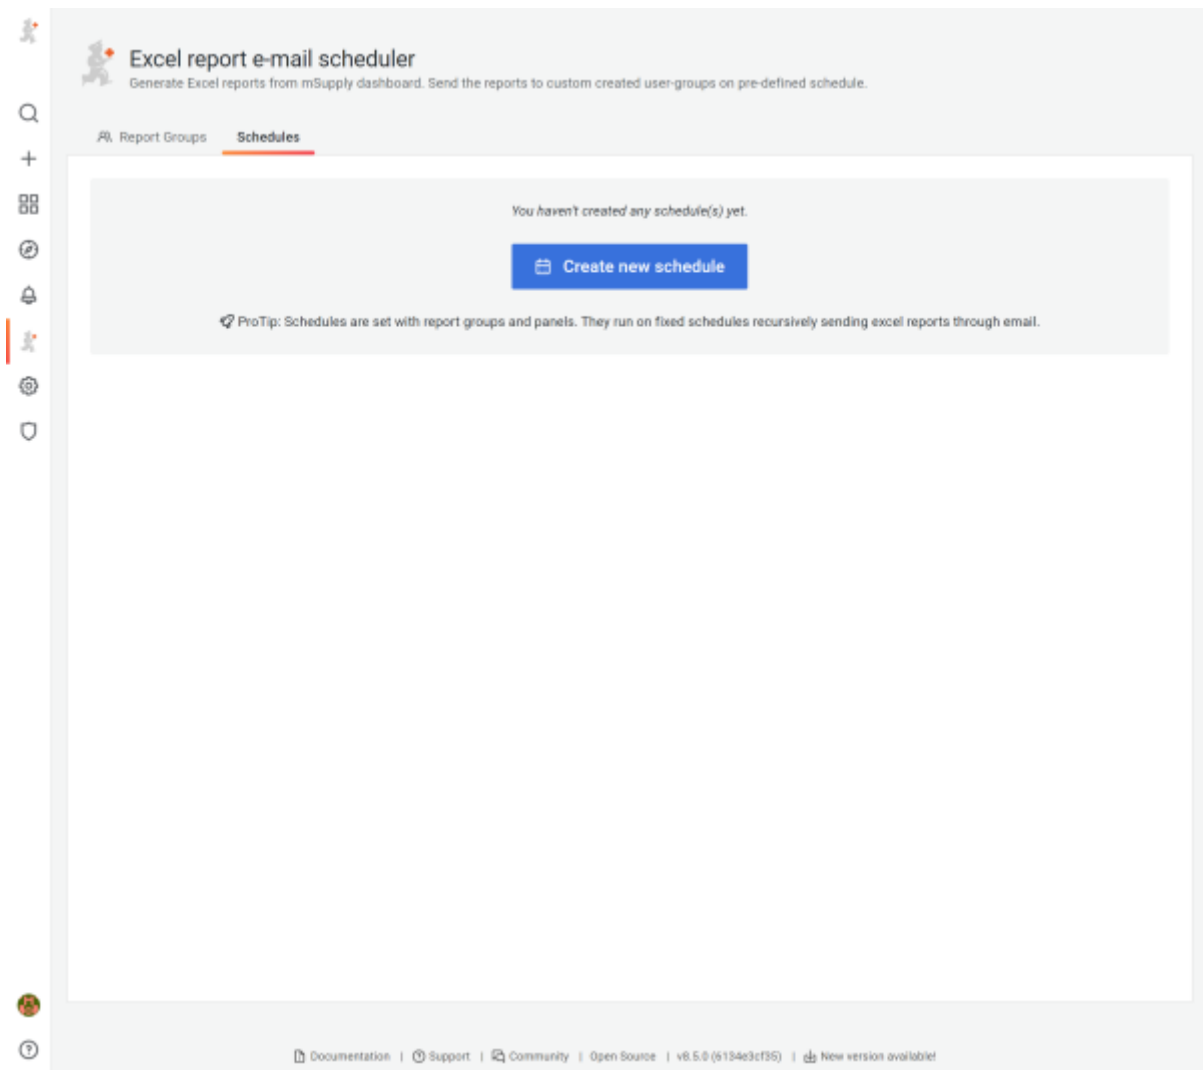 Excel report e-mail scheduler
Generate Excel reports from mSupply dashboard. Send the reports to custom created user-groups on pre-defined schedule.
Report Groups Schedules
You haven't created any schedule(s) yet.
Create new schedule
ProTip: Schedules are set with report groups and panels. They run on fixed schedules recursively sending excel reports through email.
Documentation | Support | Community | Open Source | v8.5.0 (6134e3cf35) | New version available!